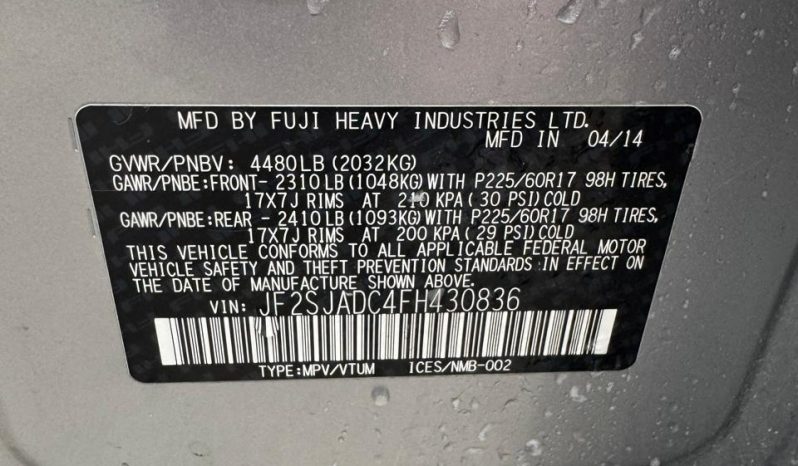 MFD BY FUJI HEAVY INDUSTRIES LTD.
MFD IN 04/14
GVWR/PNBV: 4480LB (2032KG)
GAWR/PNBE:FRONT- 2310LB (1048KG) WITH P225/60R17 98H TIRES,
17X7J RIMS AT 210 KPA (30 PSI) COLD
GAWR/PNBE:REAR - 2410LB (1093KG) WITH P225/60R17 98H TIRES,
17X7J RIMS AT 200 KPA (29 PSI) COLD
THIS VEHICLE CONFORMS TO ALL APPLICABLE FEDERAL MOTOR
VEHICLE SAFETY AND THEFT PREVENTION STANDARDS IN EFFECT ON
THE DATE OF MANUFACTURE SHOWN ABOVE.
VIN: JF2SJADC4FH430836
TYPE:MPV/VTUM ICES/NMB-002